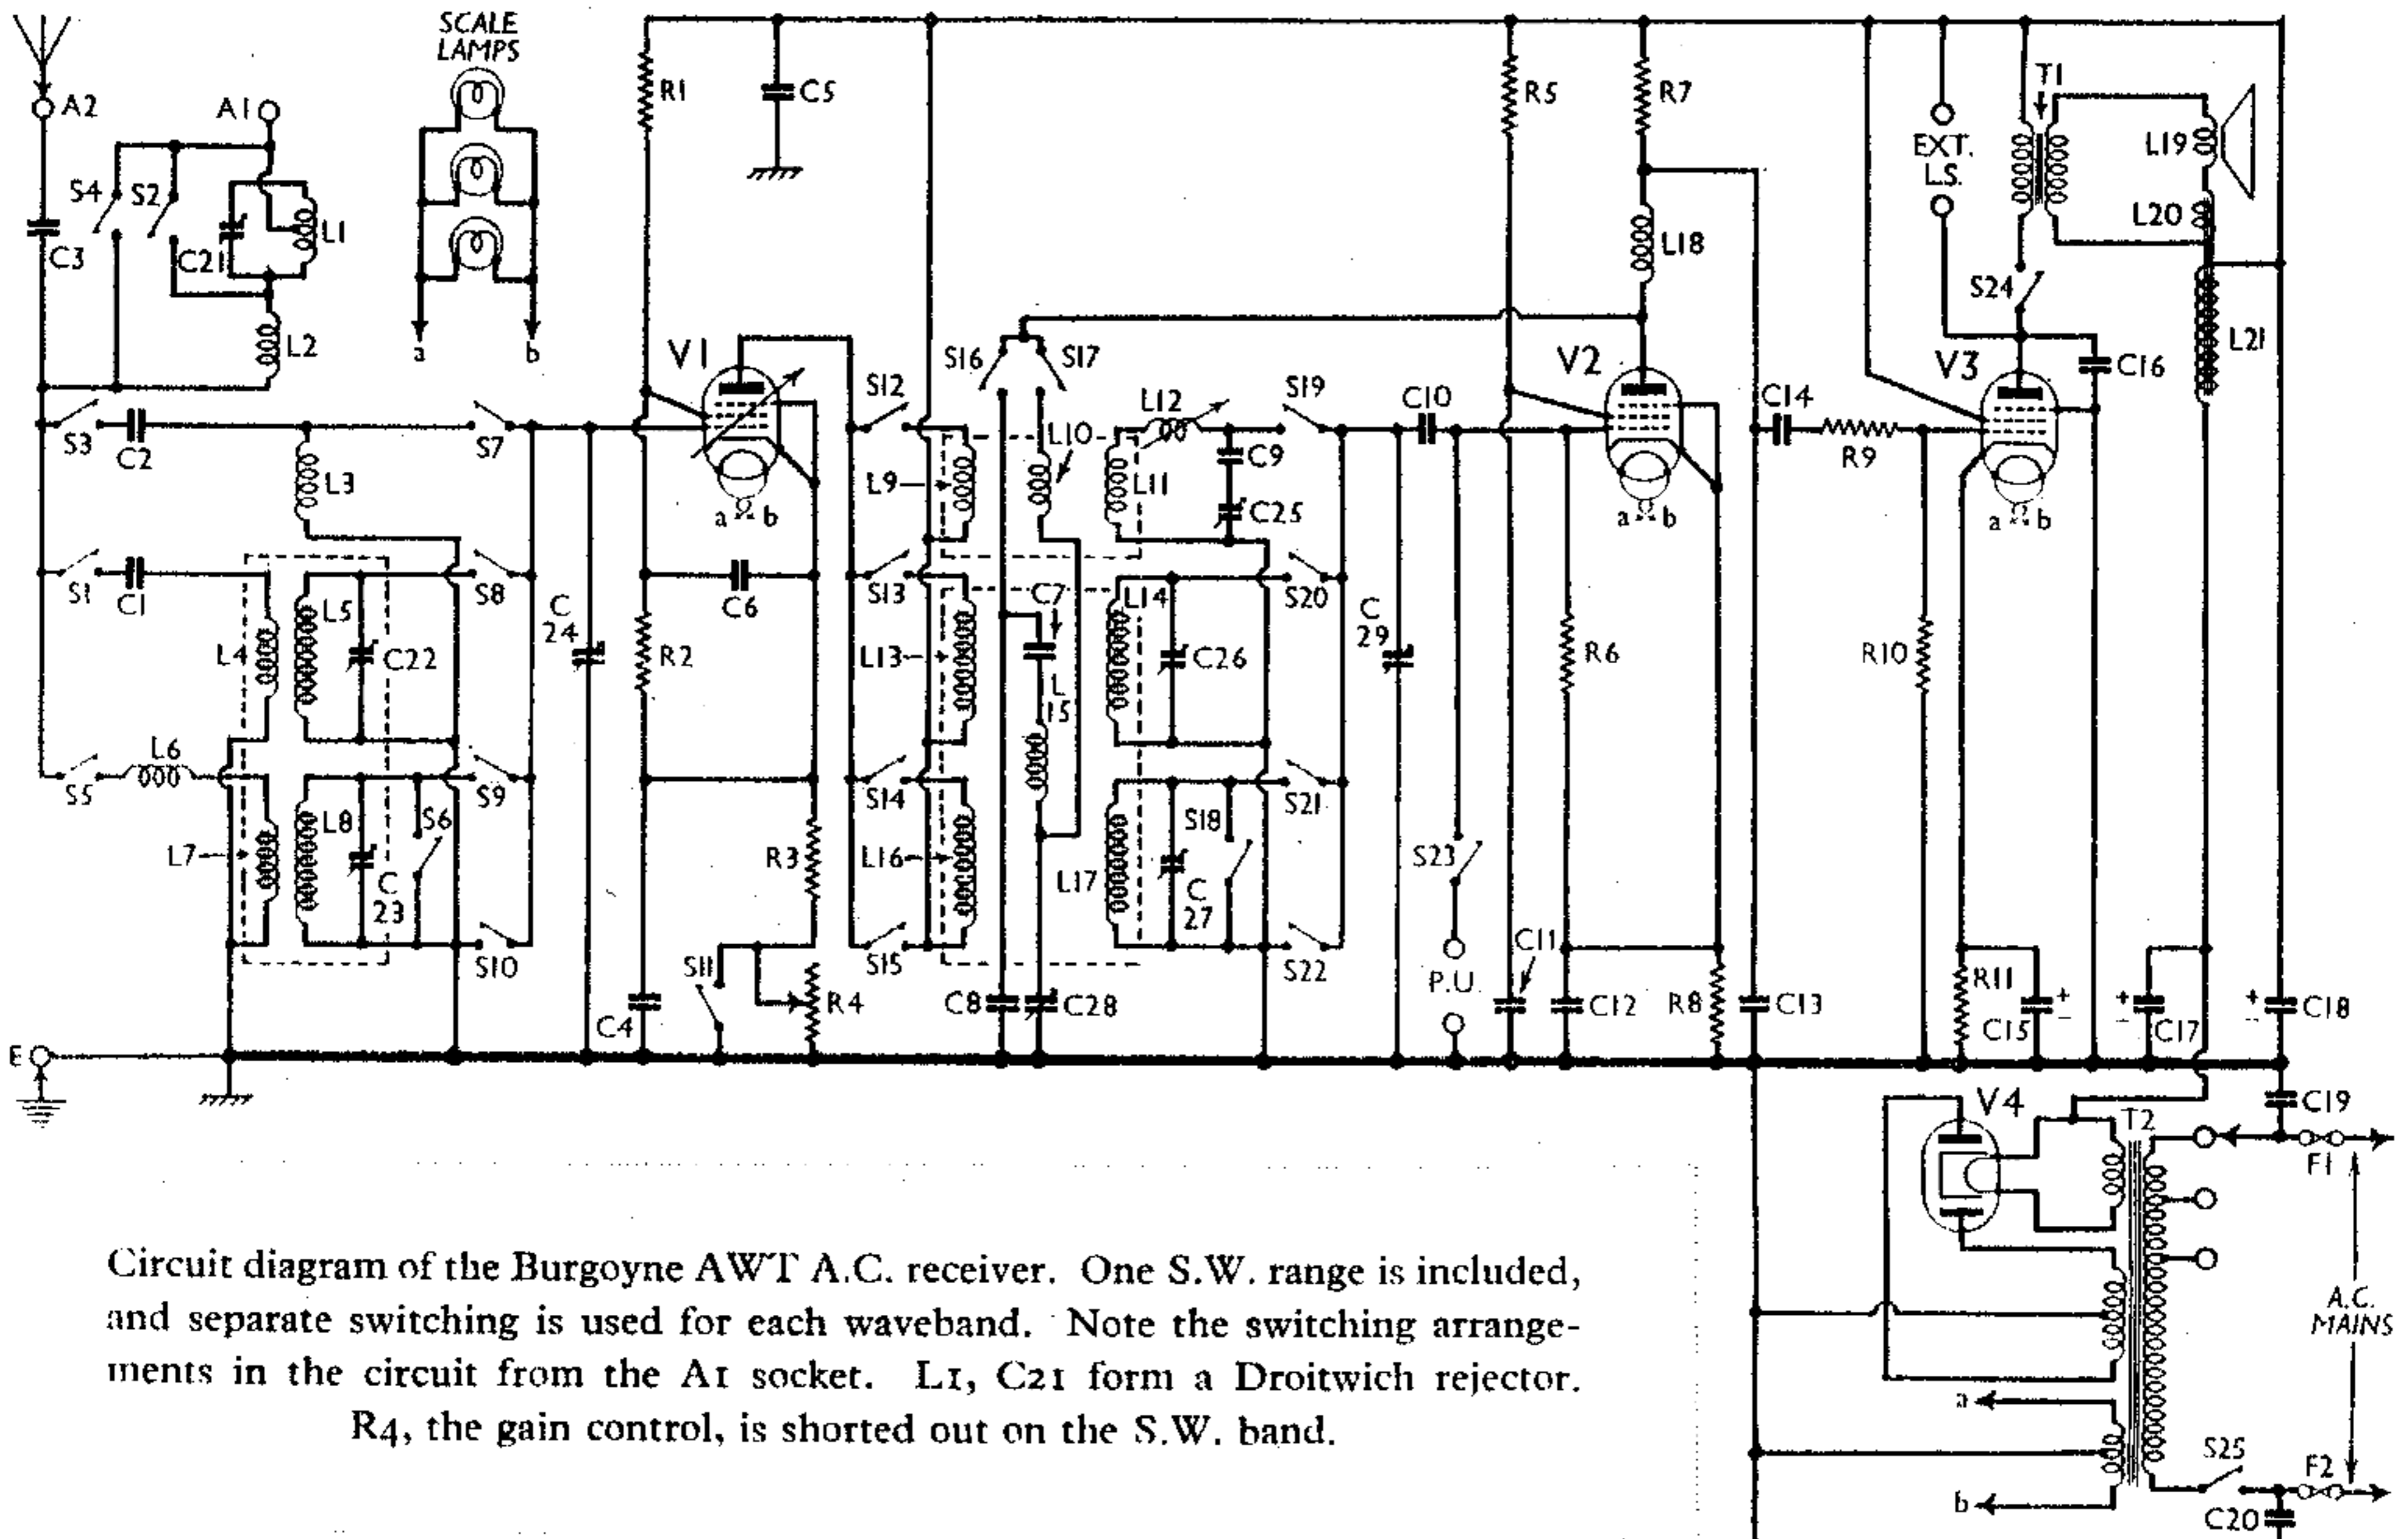 SCALE
LAMPS
A2
A1
R1
C5
R5
R7
T1
EXT.
L.S.
L19
S4
S2
C3
C21
L1
L20
L18
S24
L2
a
b
V1
S16
S17
V2
V3
C16
L21
S12
L12
S19
C10
C14
S3
C2
S7
L10
C9
R9
L3
L9
L11
C25
a
b
a
b
a
b
S1
C1
S8
C6
S13
C7
L14
S20
L5
C
24
C
29
L4
C22
R2
L13
L
15
C26
R6
R10
L6
S5
S9
S14
S21
L8
S6
S18
S23
L7
R3
L16
L17
C
23
C
27
S10
S11
S15
S22
P.U.
C11
R11
C4
R4
C8
C28
C12
R8
C13
C15
C17
C18
+
–
+
–
+
–
E
V4
T2
C19
F1
A.C.
MAINS
a
b
S25
F2
C20
Circuit diagram of the Burgoyne AWT A.C. receiver. One S.W. range is included,
and separate switching is used for each waveband. Note the switching arrange-
ments in the circuit from the A1 socket. L1, C21 form a Droitwich rejector.
R4, the gain control, is shorted out on the S.W. band.